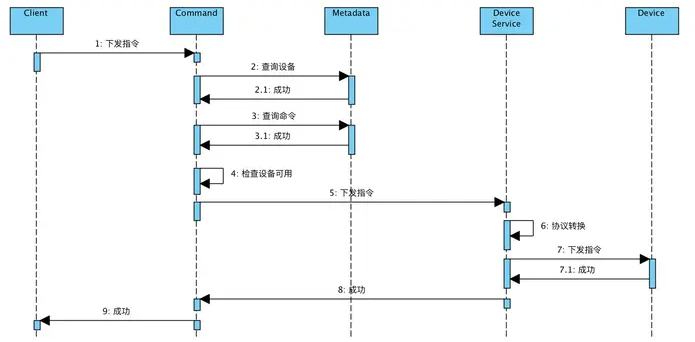 Client
Command
Metadata
Device
Service
Device
1: 下发指令
2: 查询设备
2.1: 成功
3: 查询命令
3.1: 成功
4: 检查设备可用
5: 下发指令
6: 协议转换
7: 下发指令
7.1: 成功
8: 成功
9: 成功